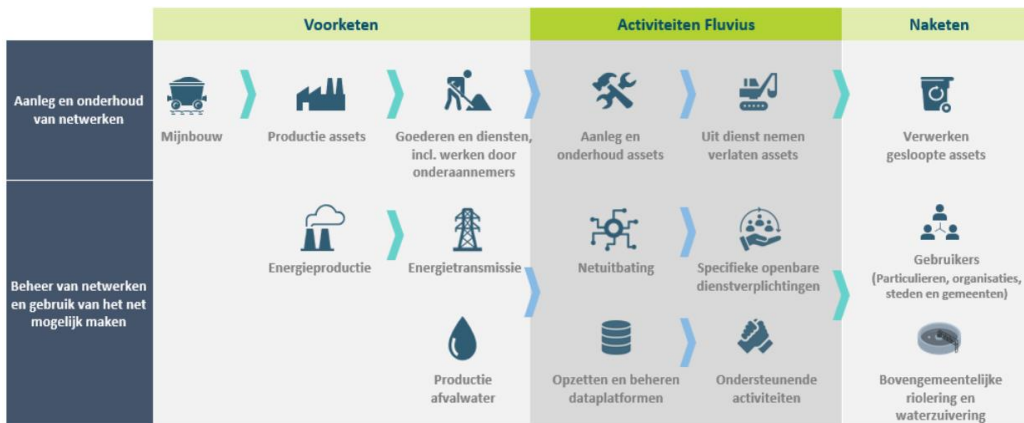 Voorketen
Activiteiten Fluvius
Naketen
Aanleg en onderhoud
van netwerken
Mijnbouw
Productie assets
Goederen en diensten,
incl. werken door
onderaannemers
Aanleg en
onderhoud assets
Uit dienst nemen
verlaten assets
Verwerken
gesloopte assets
Beheer van netwerken
en gebruik van het net
mogelijk maken
Energieproductie
Energietransmissie
Netuitbating
Specifieke openbare
dienstverplichtingen
Gebruikers
(Particulieren, organisaties,
steden en gemeenten)
Productie
afvalwater
Opzetten en beheren
dataplatformen
Ondersteunende
activiteiten
Bovengemeentelijke
riolering en
waterzuivering